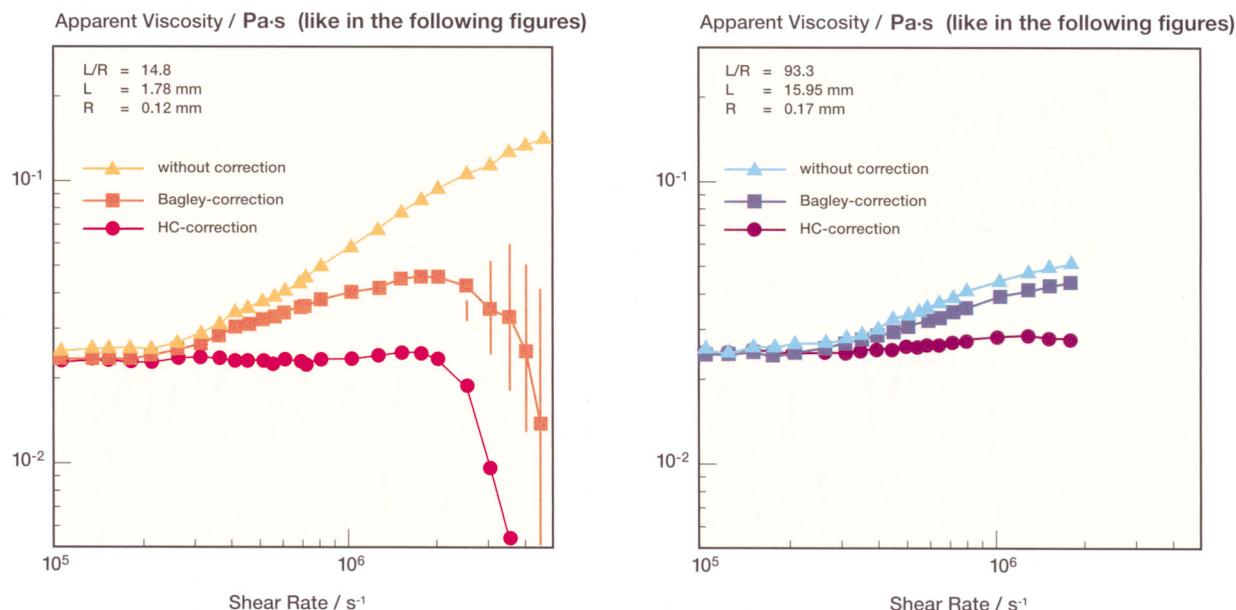 Apparent Viscosity / Pa·s (like in the following figures)
L/R = 14.8
L = 1.78 mm
R = 0.12 mm
without correction
Bagley-correction
HC-correction
10⁻¹
10⁻²
10⁵
10⁶
Shear Rate / s⁻¹
Apparent Viscosity / Pa·s (like in the following figures)
L/R = 93.3
L = 15.95 mm
R = 0.17 mm
without correction
Bagley-correction
HC-correction
10⁻¹
10⁻²
10⁵
10⁶
Shear Rate / s⁻¹